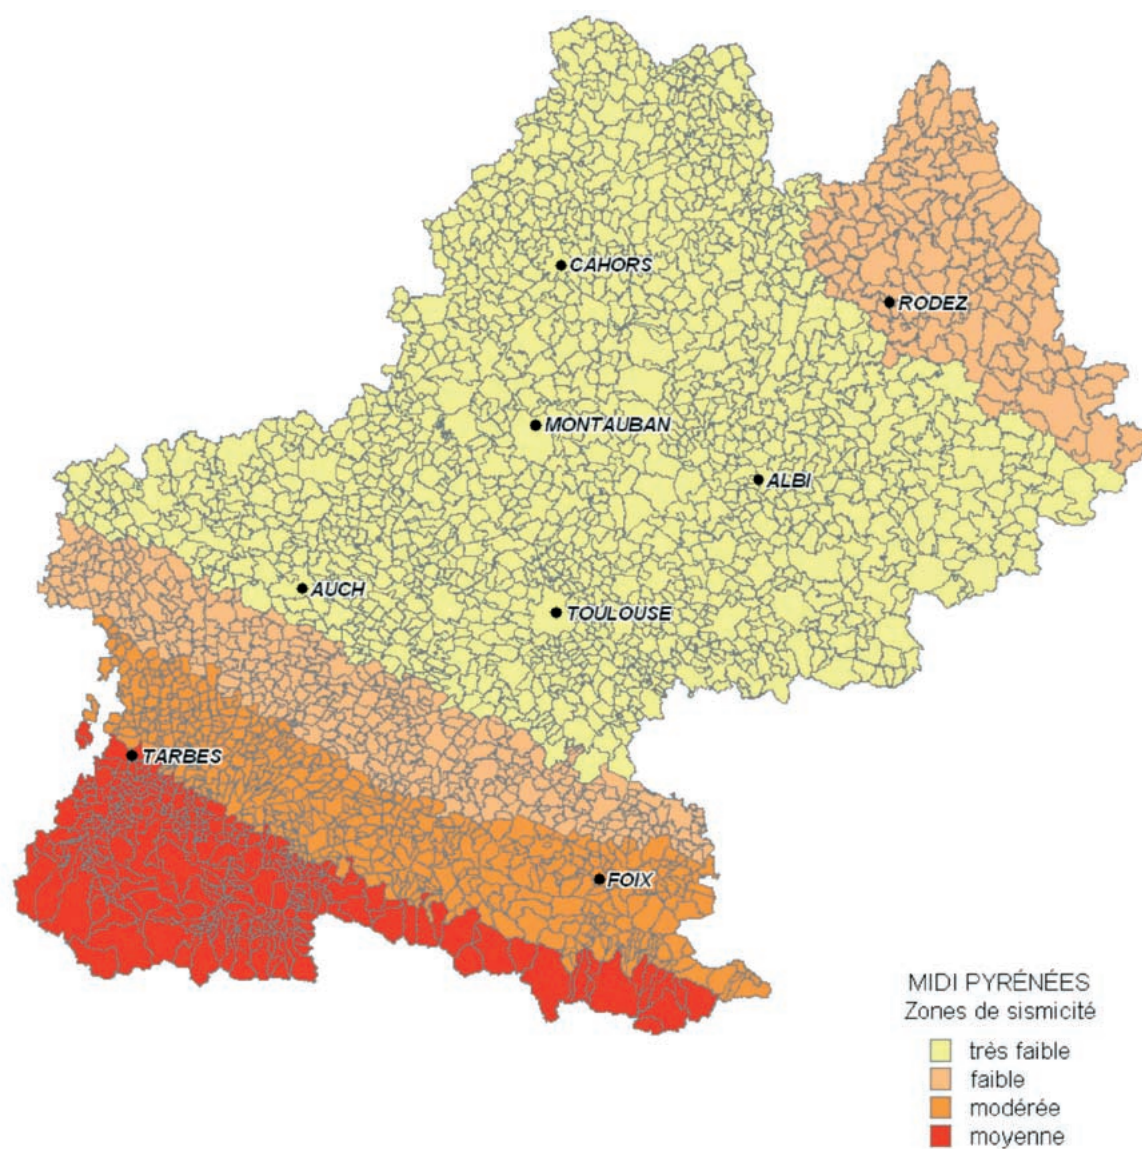 CAHORS
RODEZ
MONTAUBAN
ALBI
AUCH
TOULOUSE
TARBES
FOIX
MIDI PYRÉNÉES
Zones de sismicité
très faible
faible
modérée
moyenne